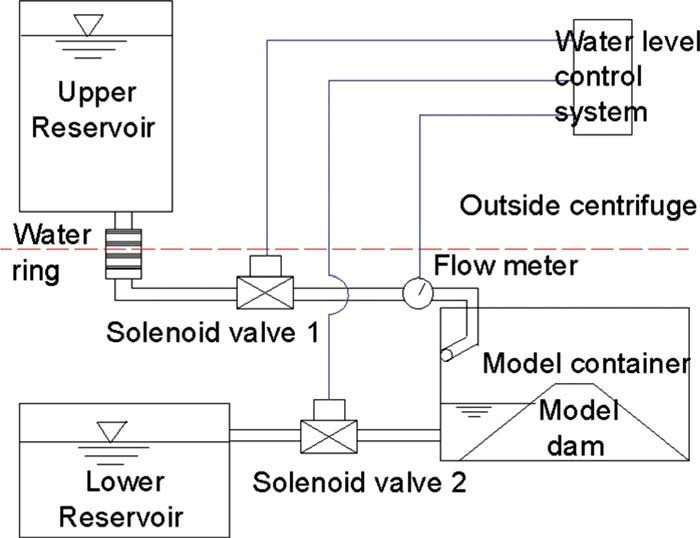 Upper
Reservoir
Water level
control
system
Outside centrifuge
Water
ring
Flow meter
Solenoid valve 1
Model container
Model
dam
Lower
Reservoir
Solenoid valve 2